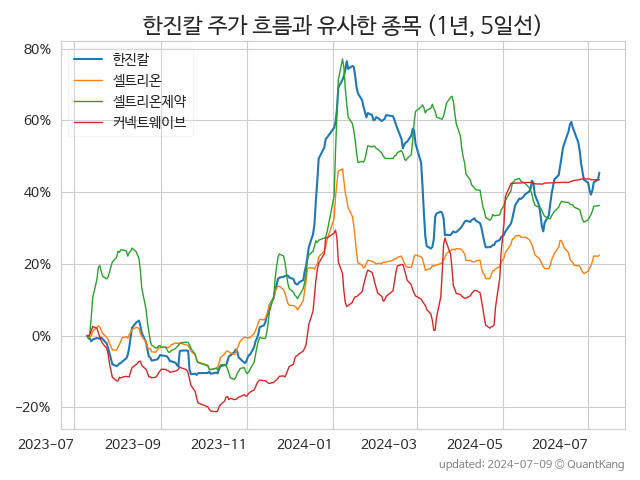 한진칼 주가 흐름과 유사한 종목 (1년, 5일선)
80%
60%
40%
20%
0%
−20%
한진칼
셀트리온
셀트리온제약
커넥트웨이브
2023-07
2023-09
2023-11
2024-01
2024-03
2024-05
2024-07
updated: 2024-07-09 © QuantKang